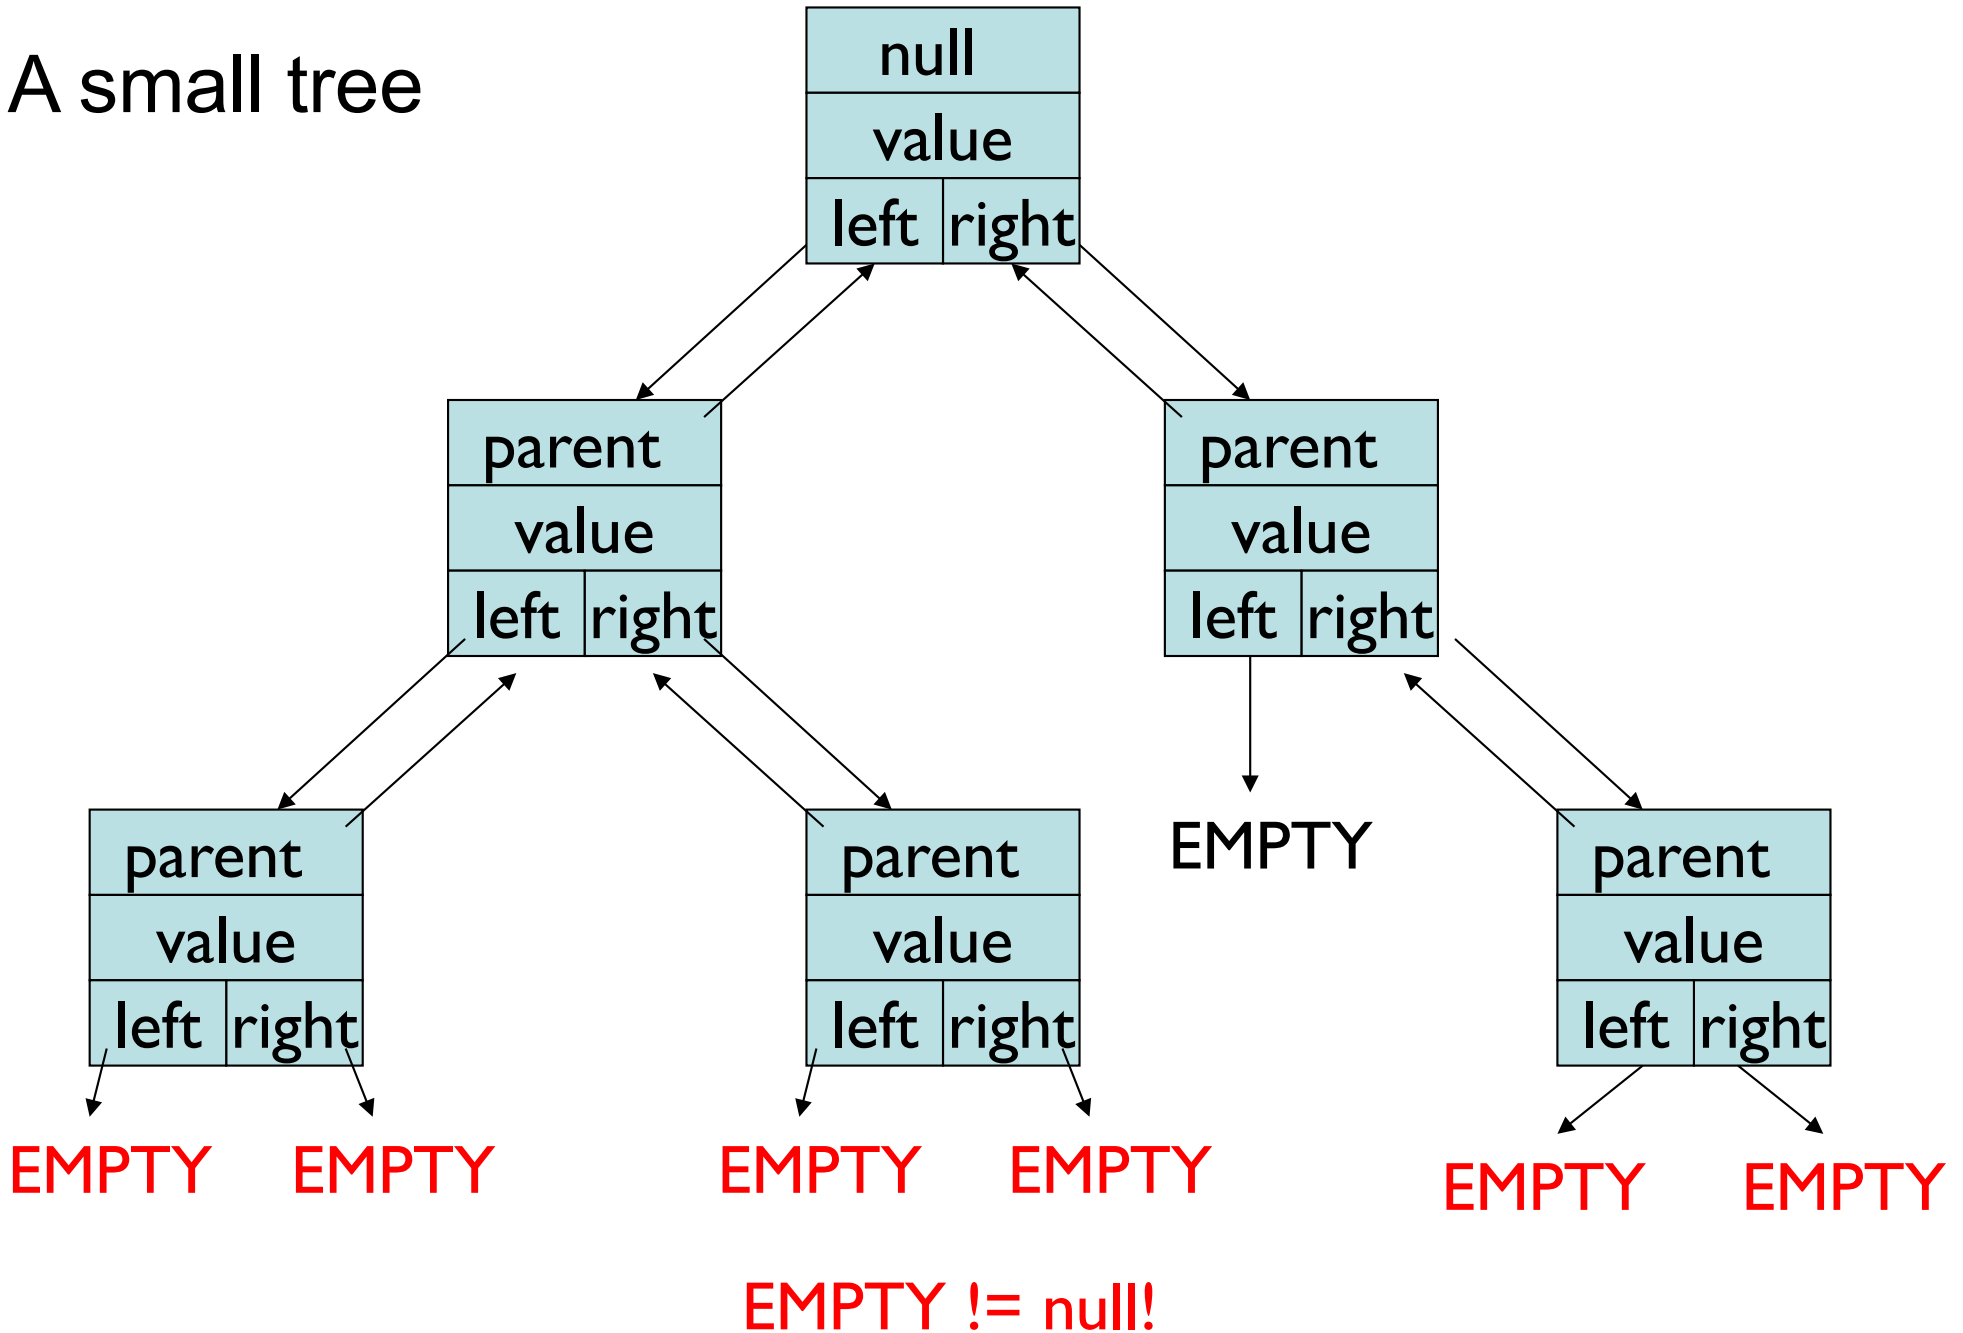 A small tree
null
value
left right
parent parent
value value
left right left right
EMPTY
parent parent parent
value value value
left right left right left right
EMPTY EMPTY EMPTY EMPTY EMPTY EMPTY
EMPTY != null!